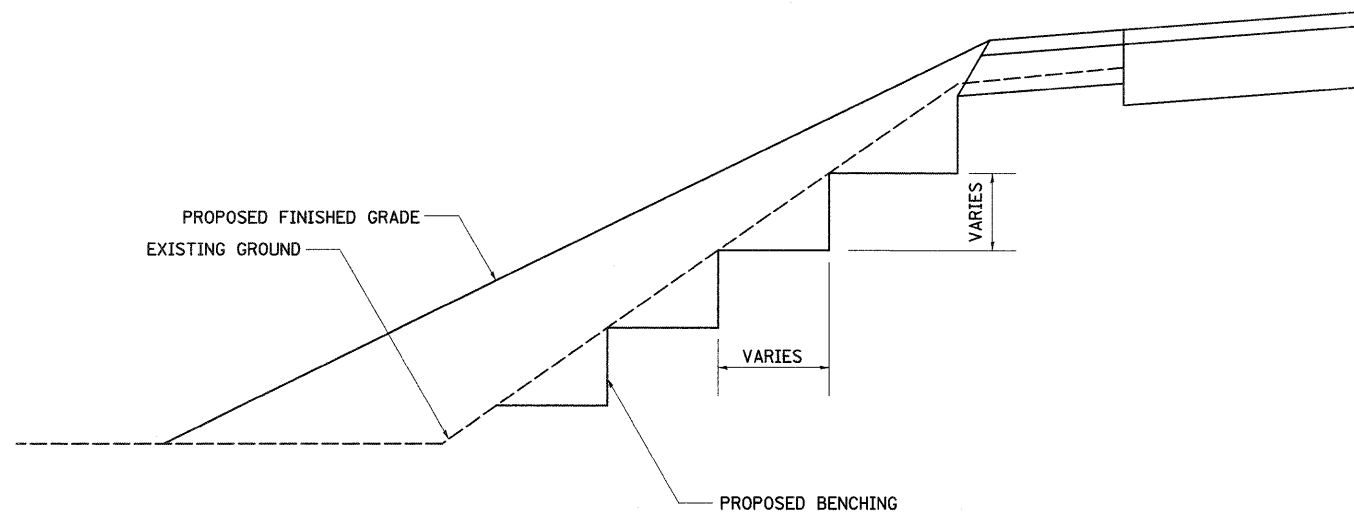 PROPOSED FINISHED GRADE
EXISTING GROUND
VARIES
VARIES
PROPOSED BENCHING